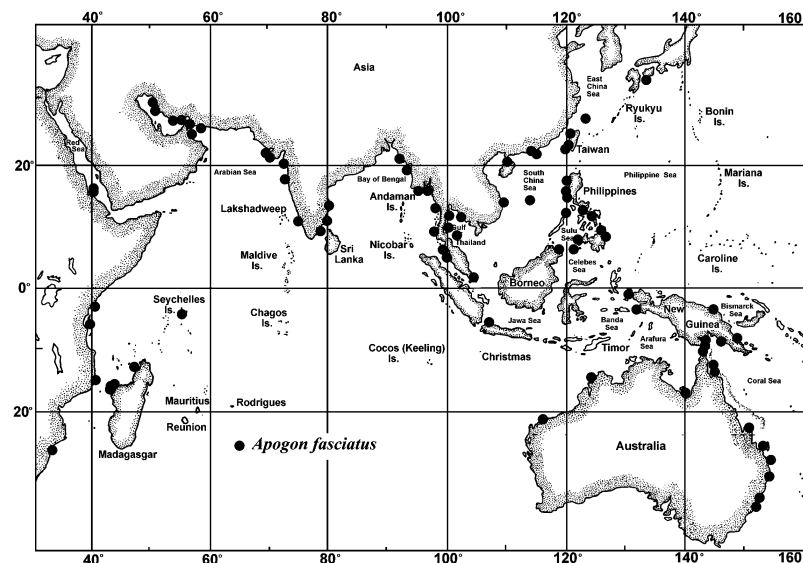 40° 60° 80° 100° 120° 140° 160
Asia
East
China
Sea
Ryukyu
Is.
Bonin
Is.
Red
Sea
Taiwan
20°
20°
Arabian Sea
Bay of Bengal
South
China
Sea
Philippine Sea
Mariana
Is.
Lakshadweep
Andaman
Is.
Philippines
Gulf
Thailand
Sulu
Sea
Maldive
Is.
Sri
Lanka
Nicobar
Is.
Celebes
Sea
Caroline
Is.
Borneo
0°
0°
Seychelles
Is.
Chagos
Is.
New
Guinea
Bismarck
Sea
Jawa Sea
Banda
Sea
Arafura
Sea
Timor
Cocos (Keeling)
Is.
Christmas
Coral Sea
Mauritius
Rodrigues
Reunion
20°
20°
Madagasgar
Apogon fasciatus
Australia
40° 60° 80° 100° 120° 140° 160